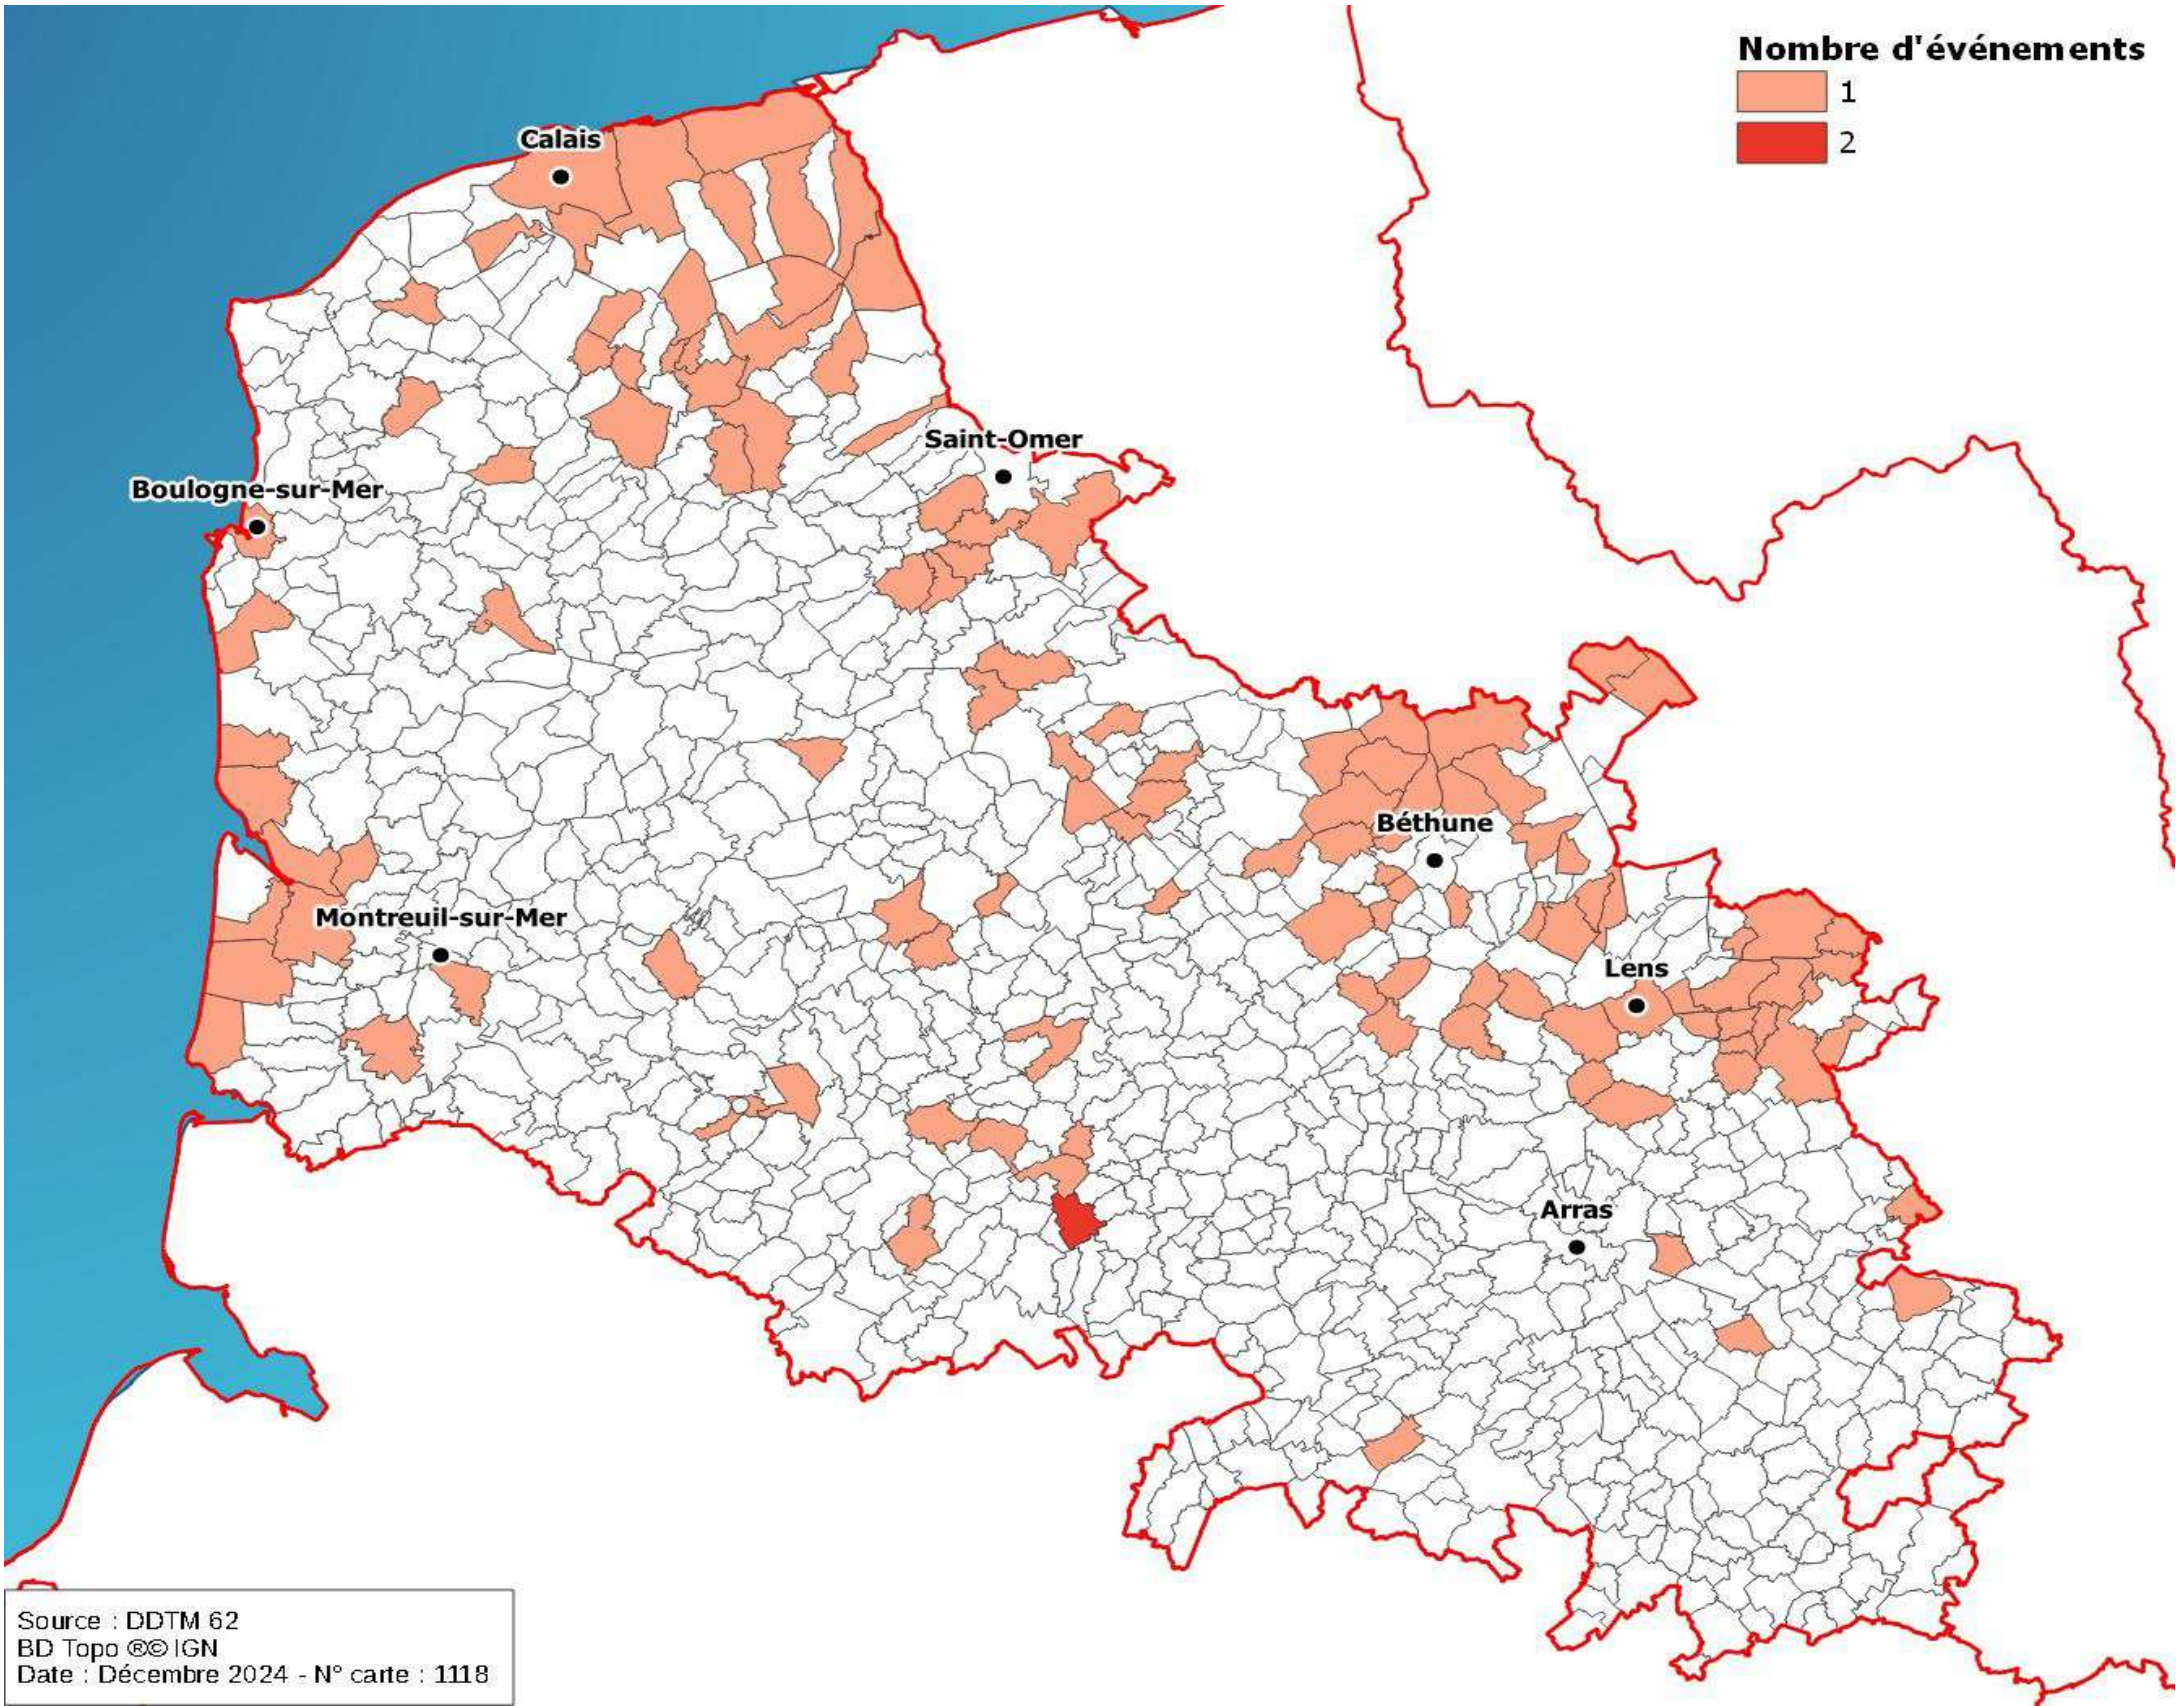 Nombre d'événements
1
2
Calais
Saint-Omer
Boulogne-sur-Mer
Béthune
Montreuil-sur-Mer
Lens
Arras
Source : DDTM 62
BD Topo ®© IGN
Date : Décembre 2024 - N° carte : 1118